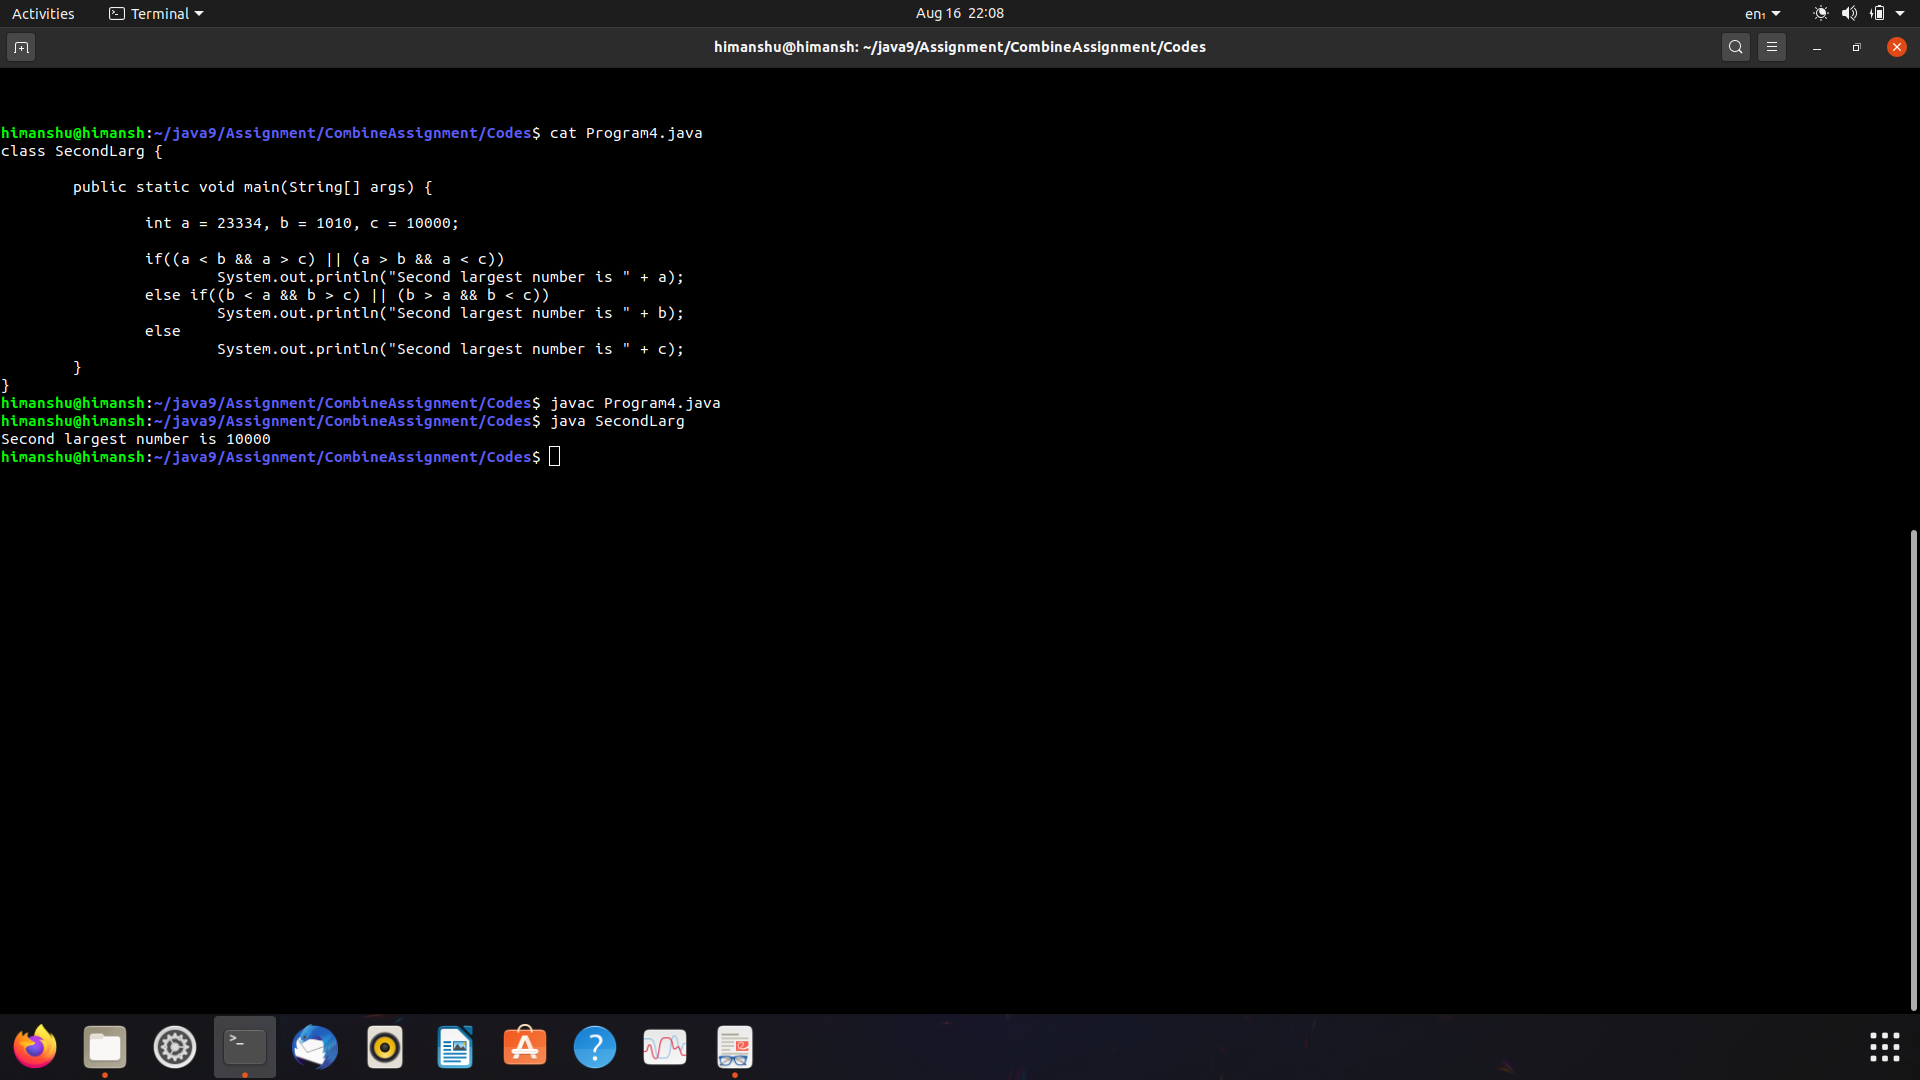 Activities Terminal Aug 16 22:08 en₁
himanshu@himansh: ~/java9/Assignment/CombineAssignment/Codes
himanshu@himansh:~/java9/Assignment/CombineAssignment/Codes$ cat Program4.java
class SecondLarg {
        public static void main(String[] args) {
                int a = 23334, b = 1010, c = 10000;
                if((a < b && a > c) || (a > b && a < c))
                        System.out.println("Second largest number is " + a);
                else if((b < a && b > c) || (b > a && b < c))
                        System.out.println("Second largest number is " + b);
                else
                        System.out.println("Second largest number is " + c);
        }
}
himanshu@himansh:~/java9/Assignment/CombineAssignment/Codes$ javac Program4.java
himanshu@himansh:~/java9/Assignment/CombineAssignment/Codes$ java SecondLarg
Second largest number is 10000
himanshu@himansh:~/java9/Assignment/CombineAssignment/Codes$